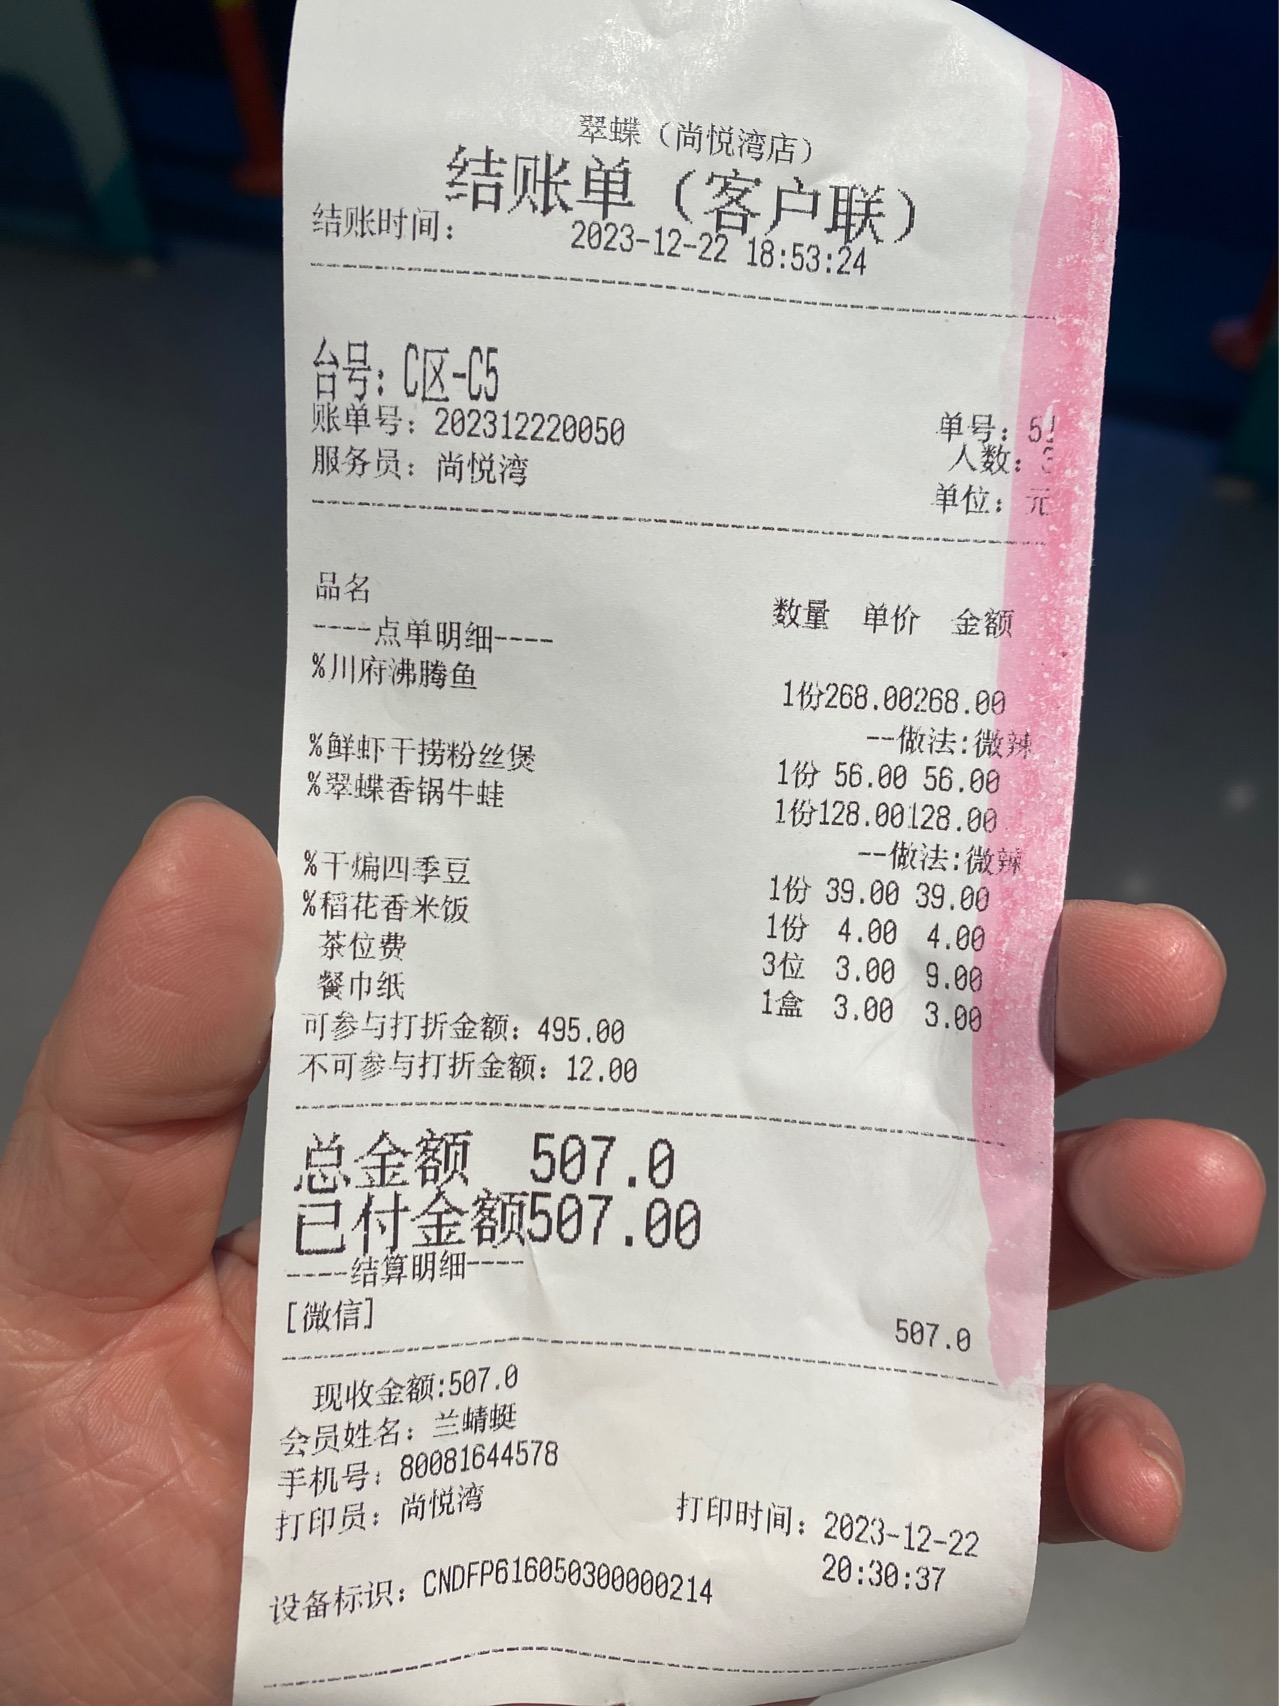 翠蝶（尚悦湾店）
结账单（客户联）
结账时间： 2023-12-22 18:53:24
台号：C区-C5
账单号：202312220050 单号：
服务员：尚悦湾 人数：3
单位：元
品名 数量 单价 金额
----点单明细----
%川府沸腾鱼 1份268.00268.00
--做法:微辣
%鲜虾干捞粉丝煲 1份 56.00 56.00
%翠蝶香锅牛蛙 1份128.00128.00
--做法:微辣
%干煸四季豆 1份 39.00 39.00
%稻花香米饭 1份 4.00 4.00
茶位费 3位 3.00 9.00
餐巾纸 1盒 3.00 3.00
可参与打折金额：495.00
不可参与打折金额：12.00
总金额 507.0
已付金额507.00
----结算明细----
[微信] 507.0
现收金额:507.0
会员姓名：兰蜻蜓
手机号：80081644578
打印员：尚悦湾 打印时间：2023-12-22
20:30:37
设备标识：CNDFP616050300000214